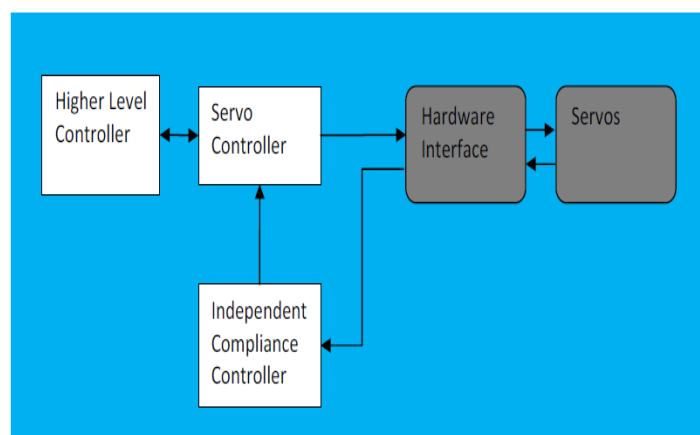 Higher Level
Controller
Servo
Controller
Hardware
Interface
Servos
Independent
Compliance
Controller